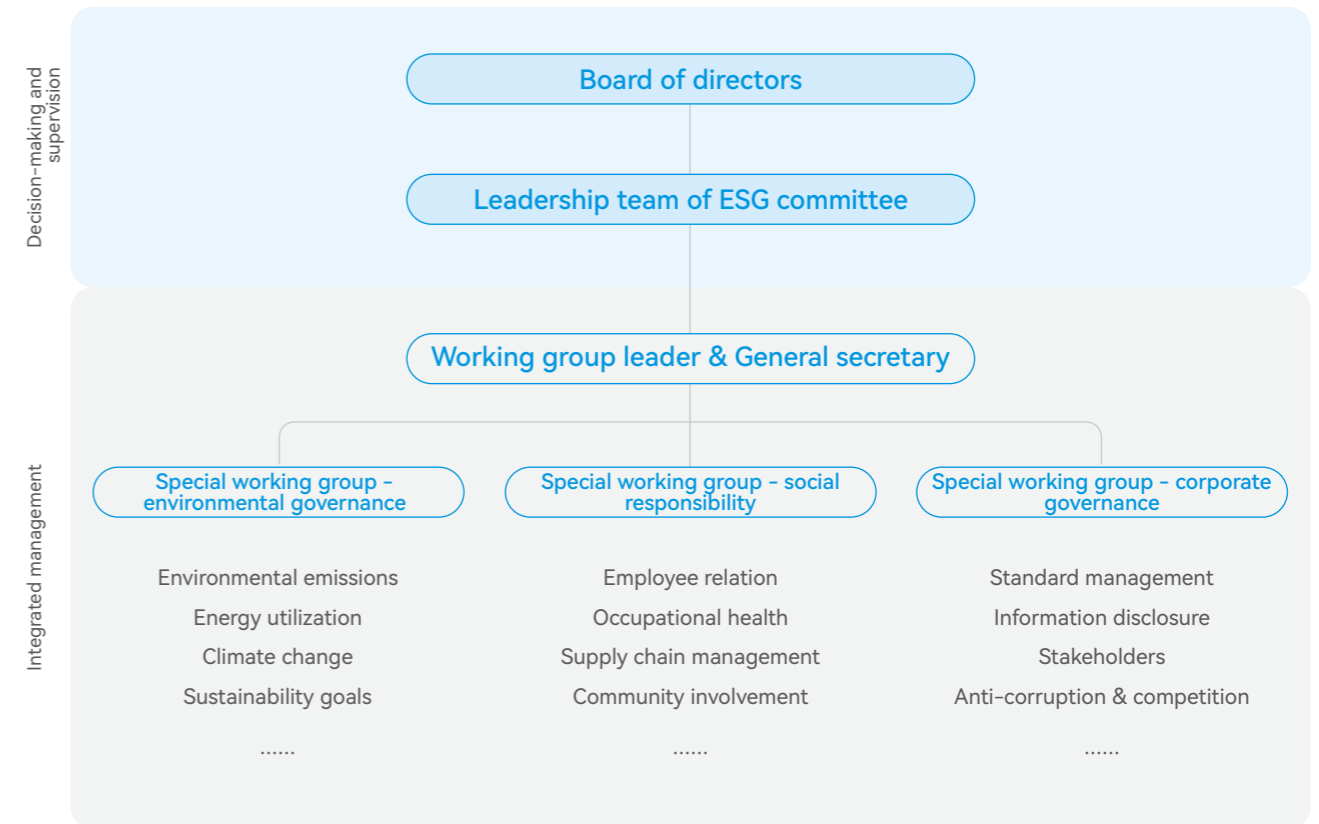 Decision-making and
supervision
Board of directors
Leadership team of ESG committee
Integrated management
Working group leader & General secretary
Special working group -
environmental governance
Environmental emissions
Energy utilization
Climate change
Sustainability goals
......
Special working group - social
responsibility
Employee relation
Occupational health
Supply chain management
Community involvement
......
Special working group - corporate
governance
Standard management
Information disclosure
Stakeholders
Anti-corruption & competition
......